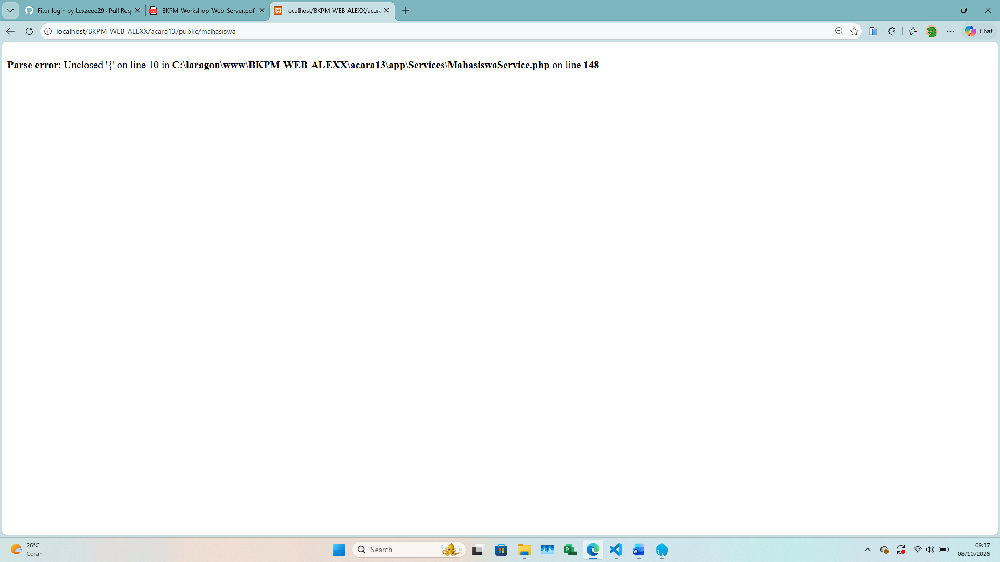 Fitur login by Lexzeee29 · Pull Requ
BKPM_Workshop_Web_Server.pdf
localhost/BKPM-WEB-ALEXX/acara
localhost/BKPM-WEB-ALEXX/acara13/public/mahasiswa
Chat
Parse error: Unclosed '{' on line 10 in C:\laragon\www\BKPM-WEB-ALEXX\acara13\app\Services\MahasiswaService.php on line 148
26°C
Cerah
Search
09:37
08/10/2026